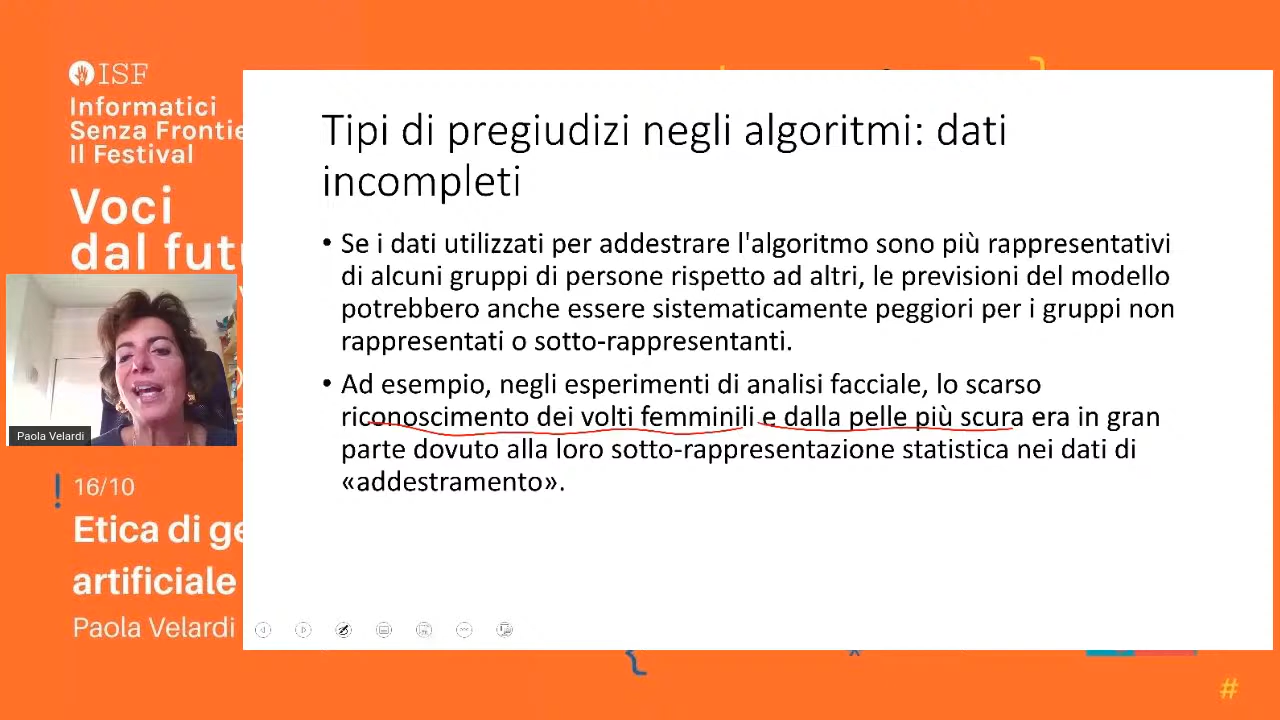 ISF
Informatici
Senza Frontie
Il Festival
Voci
dal futu
Paola Velardi
16/10
Etica di ge
artificiale
Paola Velardi
Tipi di pregiudizi negli algoritmi: dati
incompleti
• Se i dati utilizzati per addestrare l'algoritmo sono più rappresentativi
di alcuni gruppi di persone rispetto ad altri, le previsioni del modello
potrebbero anche essere sistematicamente peggiori per i gruppi non
rappresentati o sotto-rappresentanti.
• Ad esempio, negli esperimenti di analisi facciale, lo scarso
riconoscimento dei volti femminili e dalla pelle più scura era in gran
parte dovuto alla loro sotto-rappresentazione statistica nei dati di
«addestramento».
#